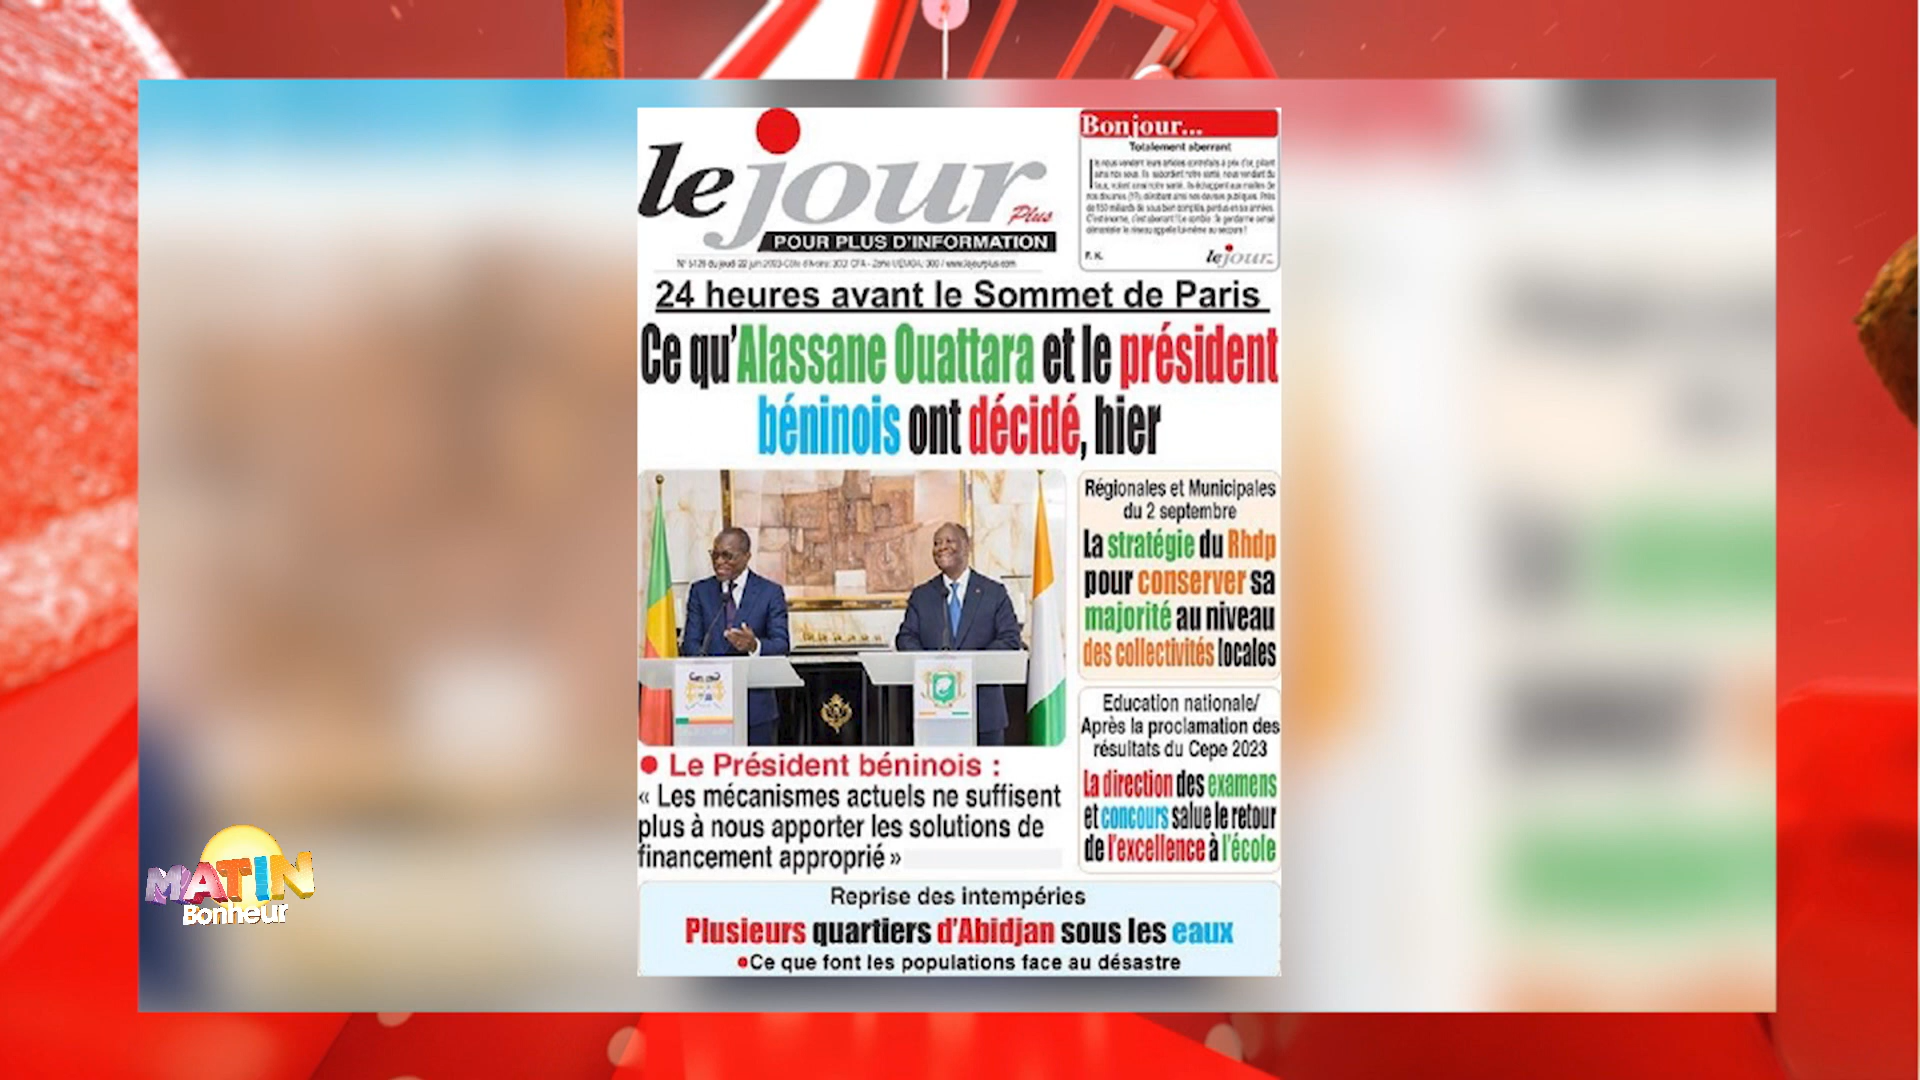 le jour Plus
POUR PLUS D'INFORMATION
www.lejourplus.com
Bonjour...
Totalement aberrant
F. K.
le jour
24 heures avant le Sommet de Paris
Ce qu'Alassane Ouattara et le président
béninois ont décidé, hier
Régionales et Municipales
du 2 septembre
La stratégie du Rhdp
pour conserver sa
majorité au niveau
des collectivités locales
Education nationale/
Après la proclamation des
résultats du Cepe 2023
La direction des examens
et concours salue le retour
de l'excellence à l'école
● Le Président béninois :
« Les mécanismes actuels ne suffisent
plus à nous apporter les solutions de
financement approprié »
Reprise des intempéries
Plusieurs quartiers d'Abidjan sous les eaux
●Ce que font les populations face au désastre
MATIN
Bonheur